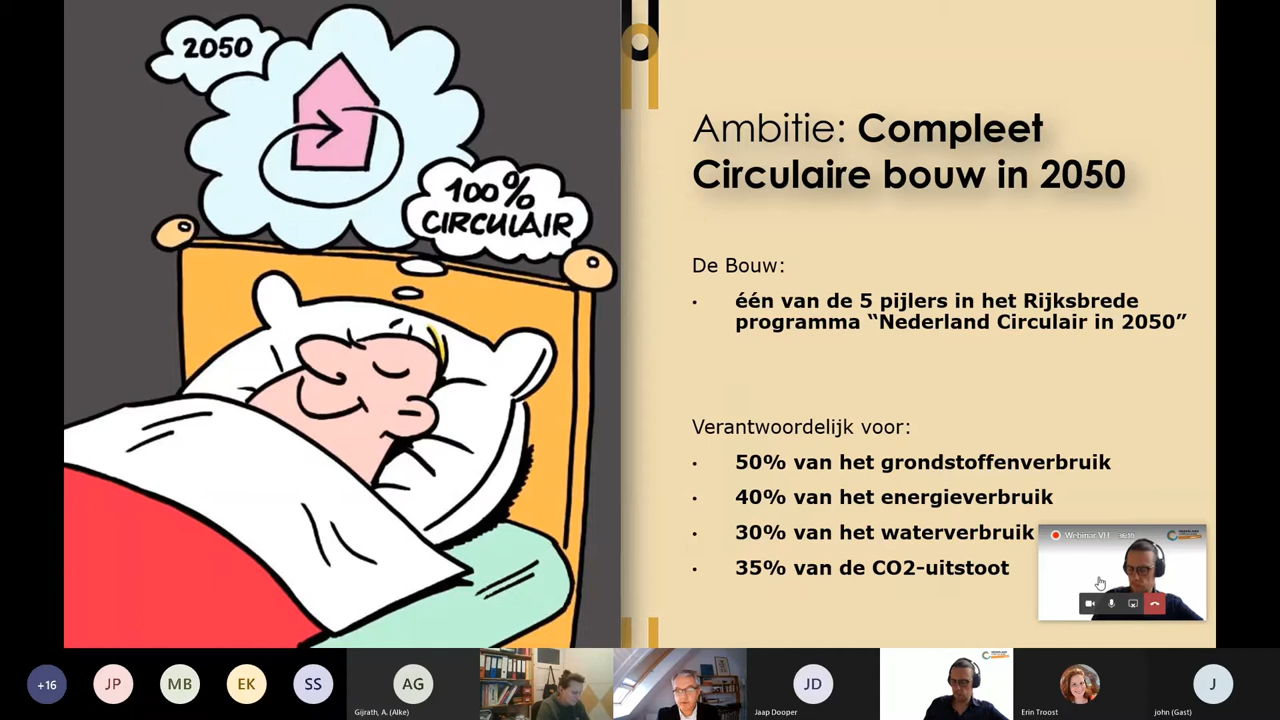 2050
100%
CIRCULAIR
Ambitie: Compleet
Circulaire bouw in 2050
De Bouw:
• één van de 5 pijlers in het Rijksbrede
programma “Nederland Circulair in 2050”
Verantwoordelijk voor:
• 50% van het grondstoffenverbruik
• 40% van het energieverbruik
• 30% van het waterverbruik
• 35% van de CO2-uitstoot
+16
JP
MB
EK
SS
AG
Gijrath, A. (Alke)
JD
Jaap Dooper
Erin Troost
J
john (Gast)